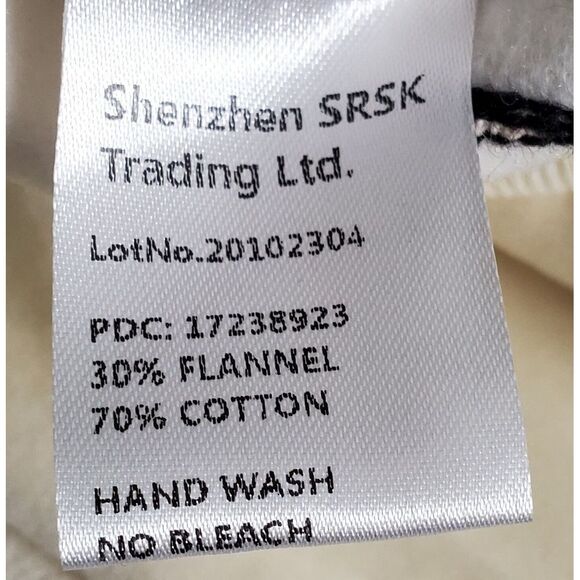 Shenzhen SRSK
Trading Ltd.
LotNo.20102304
PDC: 17238923
30% FLANNEL
70% COTTON
HAND WASH
NO BLEACH